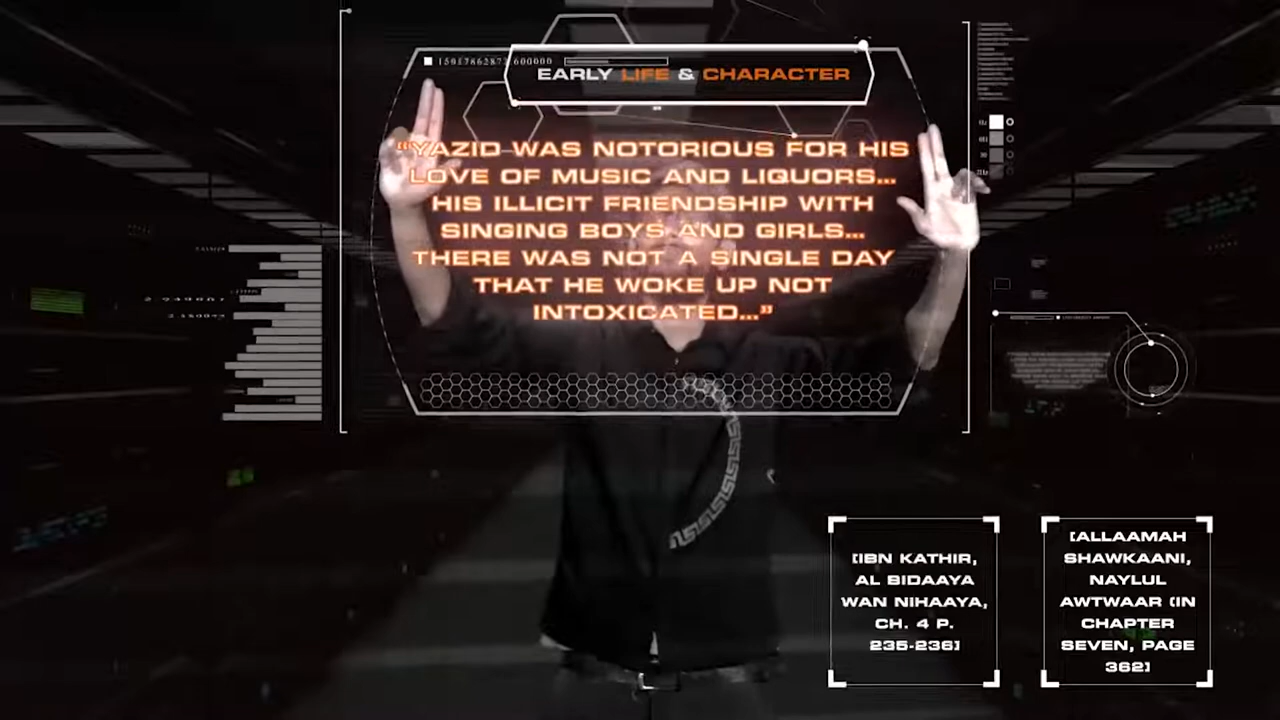 EARLY LIFE & CHARACTER
“YAZID WAS NOTORIOUS FOR HIS
LOVE OF MUSIC AND LIQUORS...
HIS ILLICIT FRIENDSHIP WITH
SINGING BOYS AND GIRLS...
THERE WAS NOT A SINGLE DAY
THAT HE WOKE UP NOT
INTOXICATED...”
[IBN KATHIR,
AL BIDAAYA
WAN NIHAAYA,
CH. 4 P.
235-236]
[ALLAAMAH
SHAWKAANI,
NAYLUL
AWTWAAR (IN
CHAPTER
SEVEN, PAGE
362]